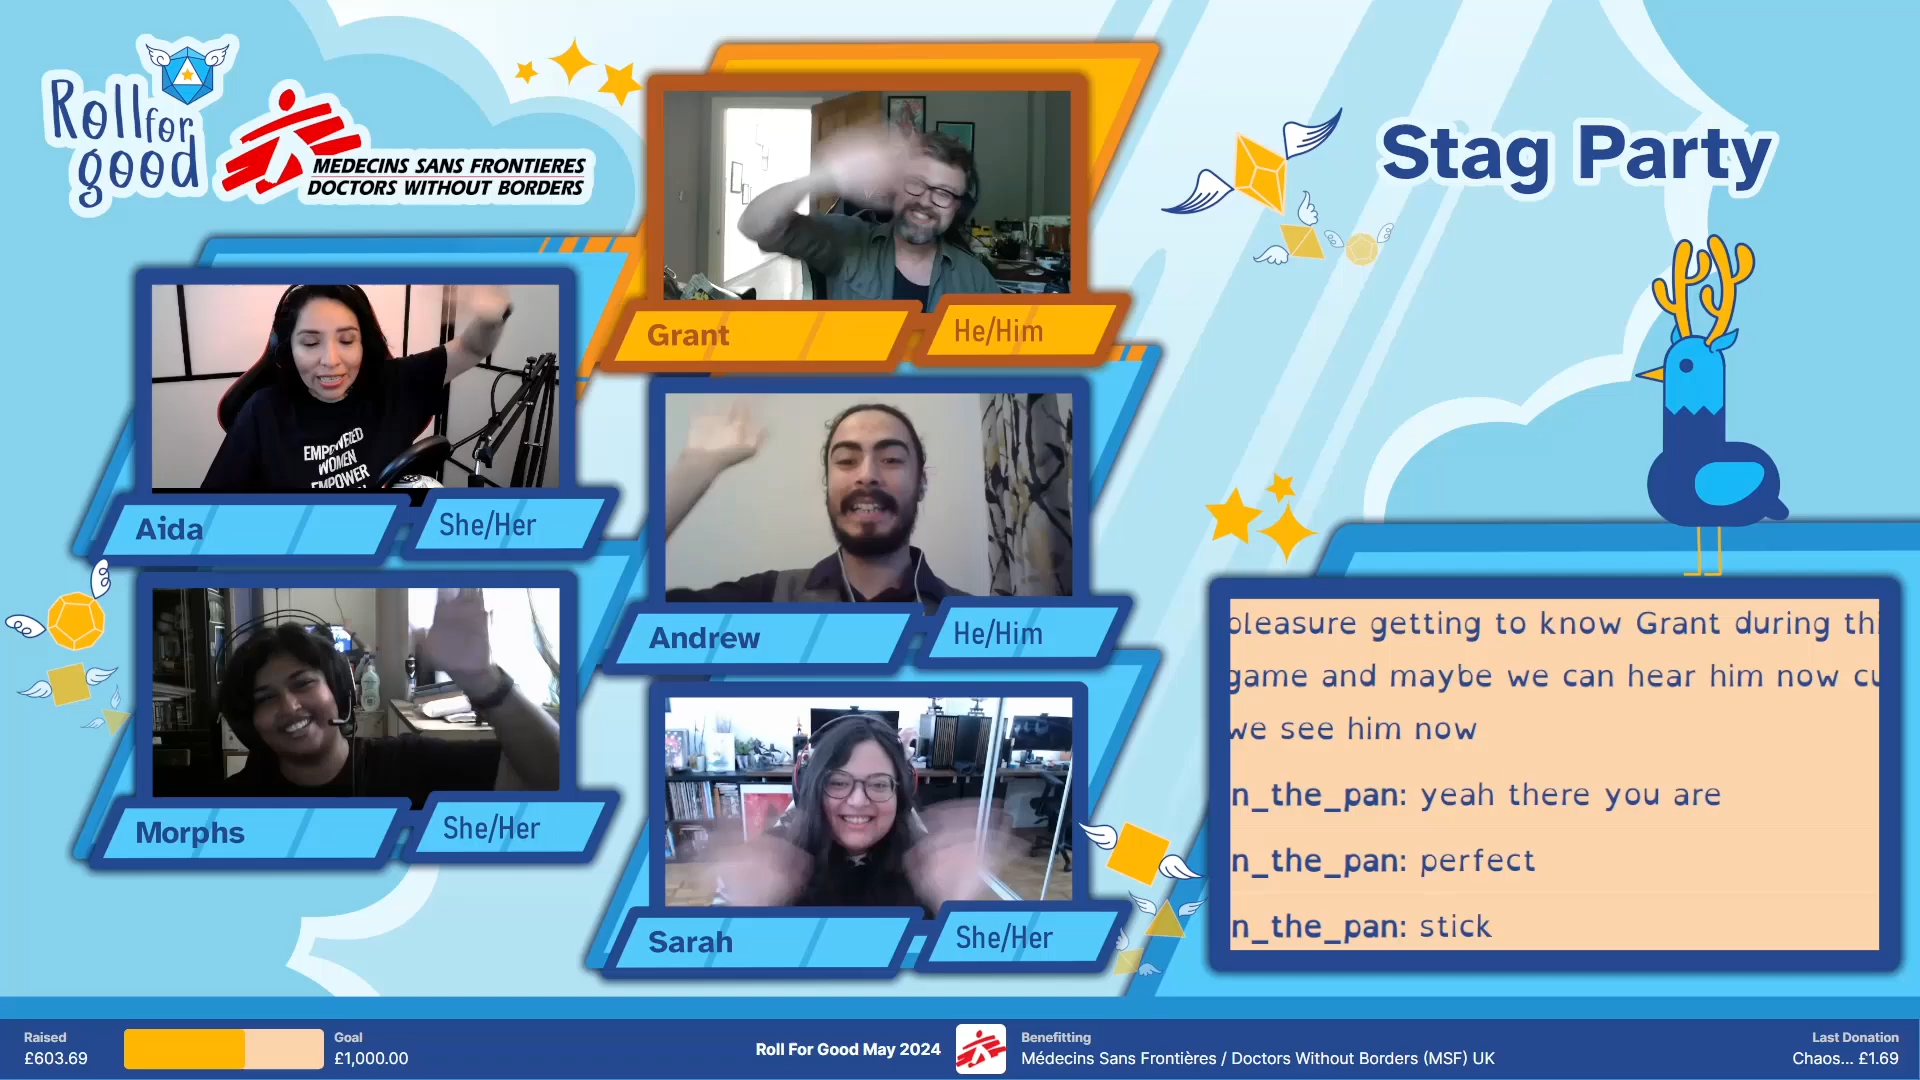 Roll for
good
MEDECINS SANS FRONTIERES
DOCTORS WITHOUT BORDERS
Stag Party
Grant
He/Him
EMPOWERED
WOMEN
EMPOWER
Aida
She/Her
Andrew
He/Him
Morphs
She/Her
Sarah
She/Her
pleasure getting to know Grant during thi
game and maybe we can hear him now cu
we see him now
n_the_pan: yeah there you are
n_the_pan: perfect
n_the_pan: stick
Raised
£603.69
Goal
£1,000.00
Roll For Good May 2024
Benefitting
Médecins Sans Frontières / Doctors Without Borders (MSF) UK
Last Donation
Chaos... £1.69